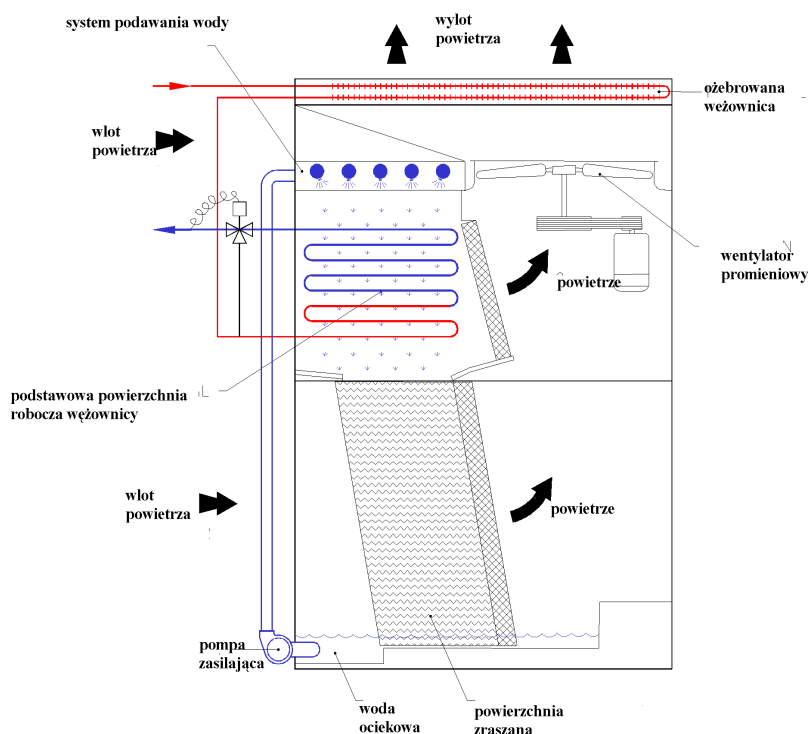 system podawania wody
wylot
powietrza
ożebrowana
weżownica
wlot
powietrza
wentylator
promieniowy
powietrze
podstawowa powierzchnia
robocza wężownicy
wlot
powietrza
powietrze
pompa
zasilająca
woda
ociekowa
powierzchnia
zraszana